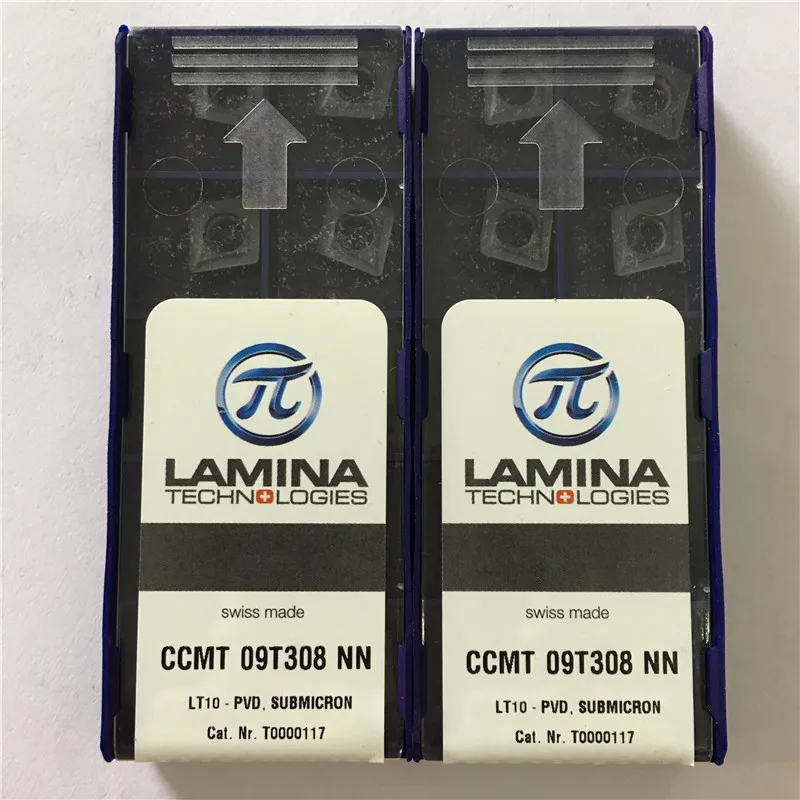 π
LAMINA
TECHNOLOGIES
swiss made
CCMT 09T308 NN
LT10 - PVD, SUBMICRON
Cat. Nr. T0000117
π
LAMINA
TECHNOLOGIES
swiss made
CCMT 09T308 NN
LT10 - PVD, SUBMICRON
Cat. Nr. T0000117